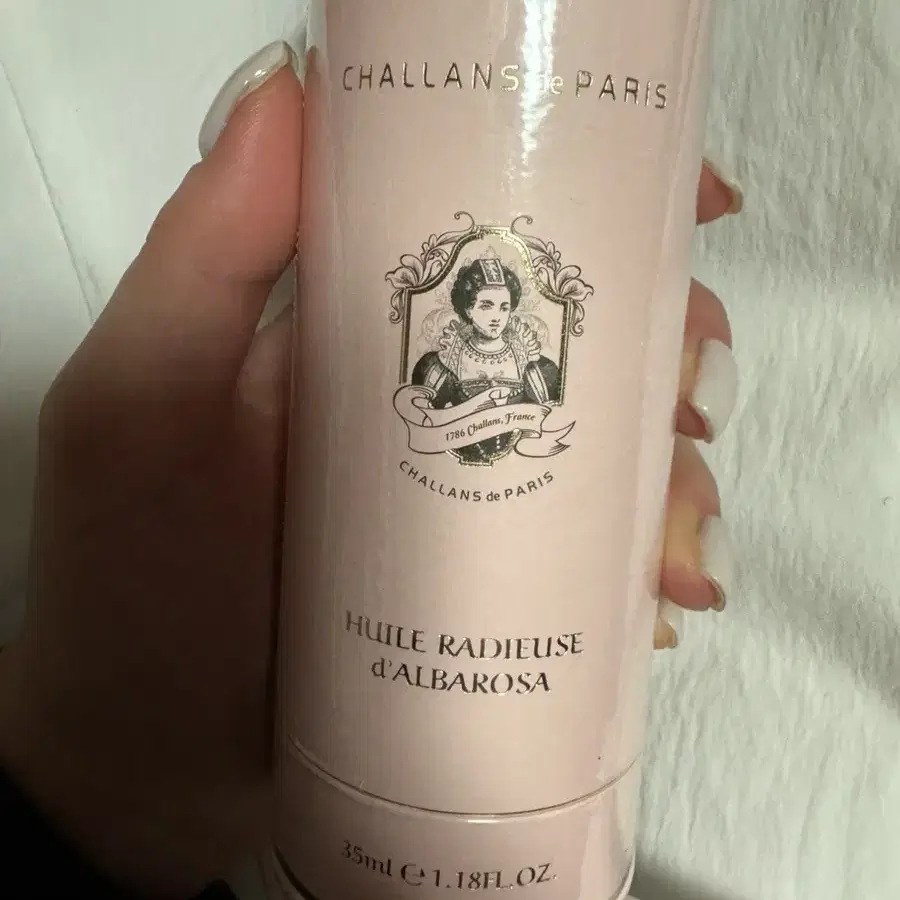 CHALLANS de PARIS
1786 Challans, France
CHALLANS de PARIS
HUILE RADIEUSE
d'ALBAROSA
35ml e 1.18FL.OZ.